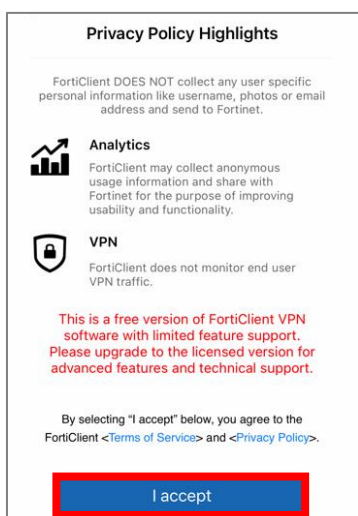 Privacy Policy Highlights
FortiClient DOES NOT collect any user specific
personal information like username, photos or email
address and send to Fortinet.
Analytics
FortiClient may collect anonymous
usage information and share with
Fortinet for the purpose of improving
usability and functionality.
VPN
FortiClient does not monitor end user
VPN traffic.
This is a free version of FortiClient VPN
software with limited feature support.
Please upgrade to the licensed version for
advanced features and technical support.
By selecting “I accept” below, you agree to the
FortiClient <Terms of Service> and <Privacy Policy>.
I accept